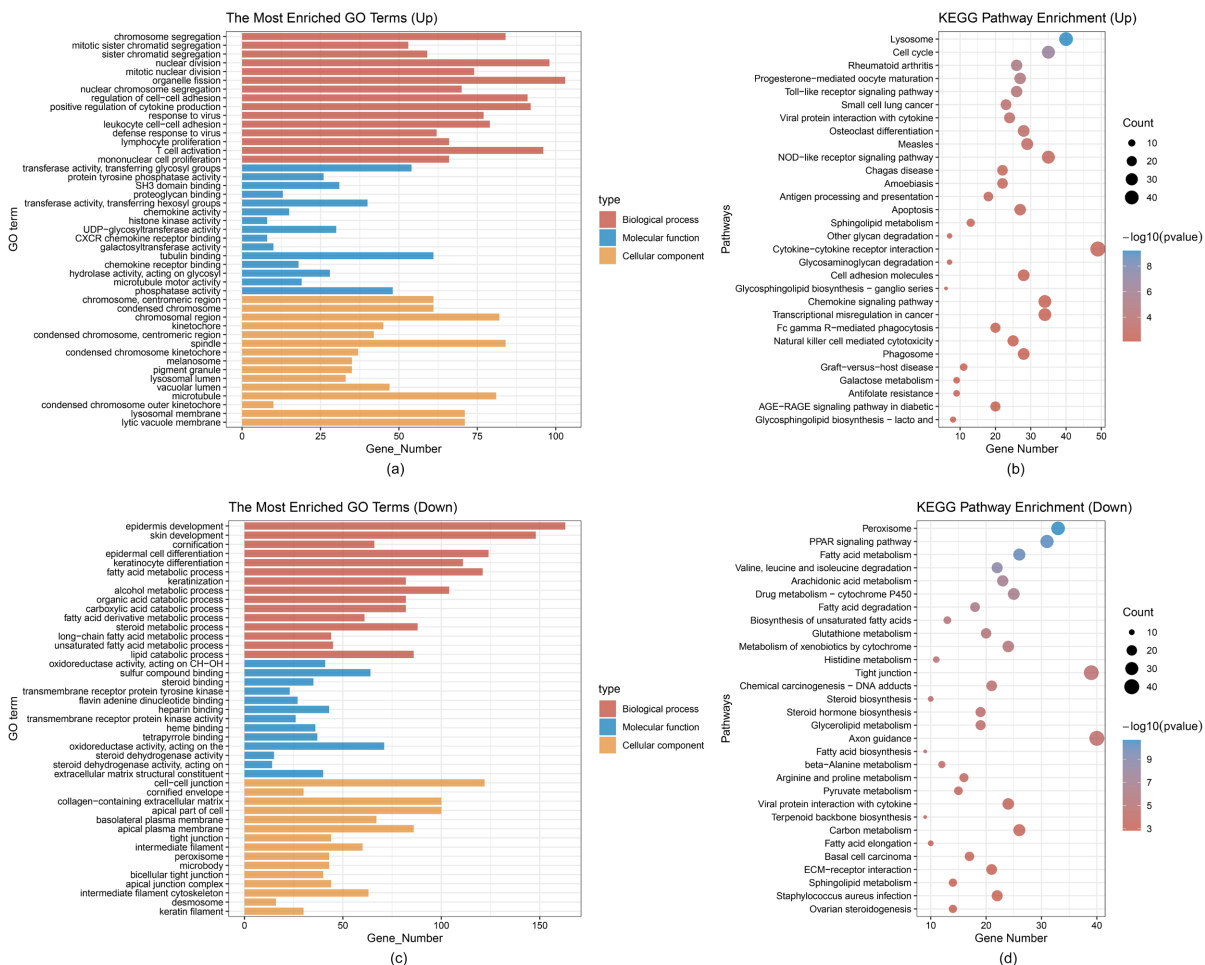 The Most Enriched GO Terms (Up)
chromosome segregation
mitotic sister chromatid segregation
sister chromatid segregation
nuclear division
mitotic nuclear division
organelle fission
nuclear chromosome segregation
regulation of cell-cell adhesion
positive regulation of cytokine production
response to virus
leukocyte cell-cell adhesion
defense response to virus
lymphocyte proliferation
T cell activation
mononuclear cell proliferation
transferase activity, transferring glycosyl groups
protein tyrosine phosphatase activity
SH3 domain binding
proteoglycan binding
transferase activity, transferring hexosyl groups
chemokine activity
histone kinase activity
UDP-glycosyltransferase activity
CXCR chemokine receptor binding
galactosyltransferase activity
tubulin binding
chemokine receptor binding
hydrolase activity, acting on glycosyl
microtubule motor activity
phosphatase activity
chromosome, centromeric region
condensed chromosome
chromosomal region
kinetochore
condensed chromosome, centromeric region
spindle
condensed chromosome kinetochore
melanosome
pigment granule
lysosomal lumen
vacuolar lumen
microtubule
condensed chromosome outer kinetochore
lysosomal membrane
lytic vacuole membrane
GO term
0 25 50 75 100
Gene_Number
type
Biological process
Molecular function
Cellular component
(a)
KEGG Pathway Enrichment (Up)
Lysosome
Cell cycle
Rheumatoid arthritis
Progesterone-mediated oocyte maturation
Toll-like receptor signaling pathway
Small cell lung cancer
Viral protein interaction with cytokine
Osteoclast differentiation
Measles
NOD-like receptor signaling pathway
Chagas disease
Amoebiasis
Antigen processing and presentation
Apoptosis
Sphingolipid metabolism
Other glycan degradation
Cytokine-cytokine receptor interaction
Glycosaminoglycan degradation
Cell adhesion molecules
Glycosphingolipid biosynthesis − ganglio series
Chemokine signaling pathway
Transcriptional misregulation in cancer
Fc gamma R-mediated phagocytosis
Natural killer cell mediated cytotoxicity
Phagosome
Graft-versus-host disease
Galactose metabolism
Antifolate resistance
AGE-RAGE signaling pathway in diabetic
Glycosphingolipid biosynthesis − lacto and
Pathways
10 20 30 40 50
Gene Number
Count
10
20
30
40
−log10(pvalue)
8
6
4
(b)
The Most Enriched GO Terms (Down)
epidermis development
skin development
cornification
epidermal cell differentiation
keratinocyte differentiation
fatty acid metabolic process
keratinization
alcohol metabolic process
organic acid catabolic process
carboxylic acid catabolic process
fatty acid derivative metabolic process
steroid metabolic process
long-chain fatty acid metabolic process
unsaturated fatty acid metabolic process
lipid catabolic process
oxidoreductase activity, acting on CH-OH
sulfur compound binding
steroid binding
transmembrane receptor protein tyrosine kinase
flavin adenine dinucleotide binding
heparin binding
transmembrane receptor protein kinase activity
heme binding
tetrapyrrole binding
oxidoreductase activity, acting on the
steroid dehydrogenase activity
steroid dehydrogenase activity, acting on
extracellular matrix structural constituent
cell-cell junction
cornified envelope
collagen-containing extracellular matrix
apical part of cell
basolateral plasma membrane
apical plasma membrane
tight junction
intermediate filament
peroxisome
microbody
bicellular tight junction
apical junction complex
intermediate filament cytoskeleton
desmosome
keratin filament
GO term
0 50 100 150
Gene_Number
type
Biological process
Molecular function
Cellular component
(c)
KEGG Pathway Enrichment (Down)
Peroxisome
PPAR signaling pathway
Fatty acid metabolism
Valine, leucine and isoleucine degradation
Arachidonic acid metabolism
Drug metabolism − cytochrome P450
Fatty acid degradation
Biosynthesis of unsaturated fatty acids
Glutathione metabolism
Metabolism of xenobiotics by cytochrome
Histidine metabolism
Tight junction
Chemical carcinogenesis − DNA adducts
Steroid biosynthesis
Steroid hormone biosynthesis
Glycerolipid metabolism
Axon guidance
Fatty acid biosynthesis
beta-Alanine metabolism
Arginine and proline metabolism
Pyruvate metabolism
Viral protein interaction with cytokine
Terpenoid backbone biosynthesis
Carbon metabolism
Fatty acid elongation
Basal cell carcinoma
ECM-receptor interaction
Sphingolipid metabolism
Staphylococcus aureus infection
Ovarian steroidogenesis
Pathways
10 20 30 40
Gene Number
Count
10
20
30
40
−log10(pvalue)
9
7
5
3
(d)